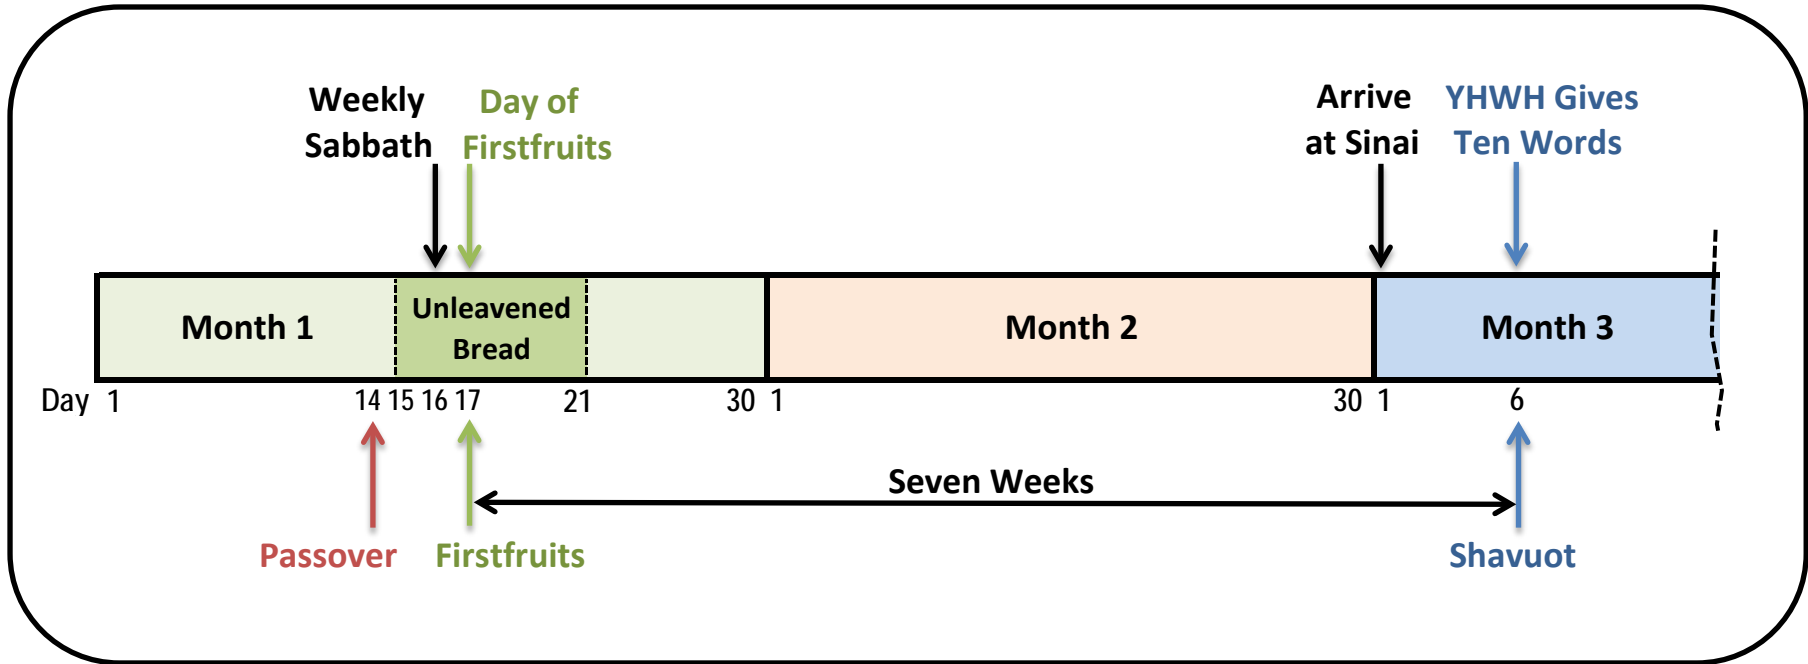 Weekly
Sabbath
Day of
Firstfruits
Arrive
at Sinai
YHWH Gives
Ten Words
Month 1
Unleavened
Bread
Month 2
Month 3
Day 1 14 15 16 17 21 30 1 30 1 6
Seven Weeks
Passover
Firstfruits
Shavuot